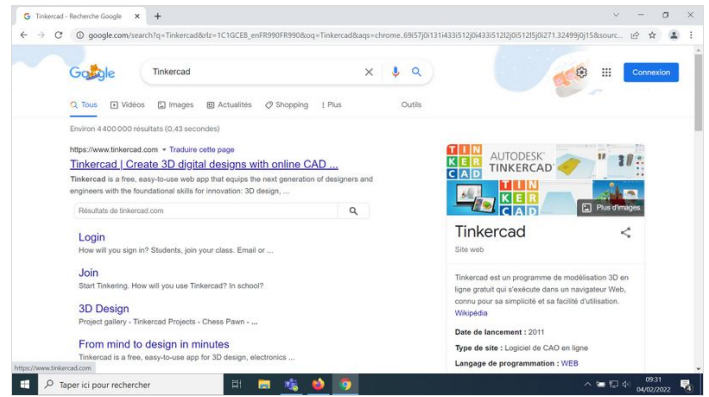 Tinkercad - Recherche Google
google.com/search?q=Tinkercad&rlz=1C1GCEB_enFR990FR990&oq=Tinkercad&aqs=chrome..69i57j0i131i433i512j0i433i512l2j0i512l5j0i271.32499j0j15&sourc...
Google
Tinkercad
Connexion
Tous Vidéos Images Actualités Shopping Plus Outils
Environ 4 400 000 résultats (0,43 secondes)
https://www.tinkercad.com Traduire cette page
Tinkercad | Create 3D digital designs with online CAD ...
Tinkercad is a free, easy-to-use web app that equips the next generation of designers and
engineers with the foundational skills for innovation: 3D design, ...
Résultats de tinkercad.com
Login
How will you sign in? Students, join your class. Email or ...
Join
Start Tinkering. How will you use Tinkercad? In school?
3D Design
Project gallery - Tinkercad Projects - Chess Pawn - ...
From mind to design in minutes
Tinkercad is a free, easy-to-use app for 3D design, electronics ...
https://www.tinkercad.com
TIN
KER
CAD
AUTODESK
TINKERCAD
TIN
KER
CAD
Plus d'images
Tinkercad
Site web
Tinkercad est un programme de modélisation 3D en
ligne gratuit qui s'exécute dans un navigateur Web,
connu pour sa simplicité et sa facilité d'utilisation.
Wikipédia
Date de lancement : 2011
Type de site : Logiciel de CAO en ligne
Langage de programmation : WEB
Taper ici pour rechercher
09:31
04/02/2022